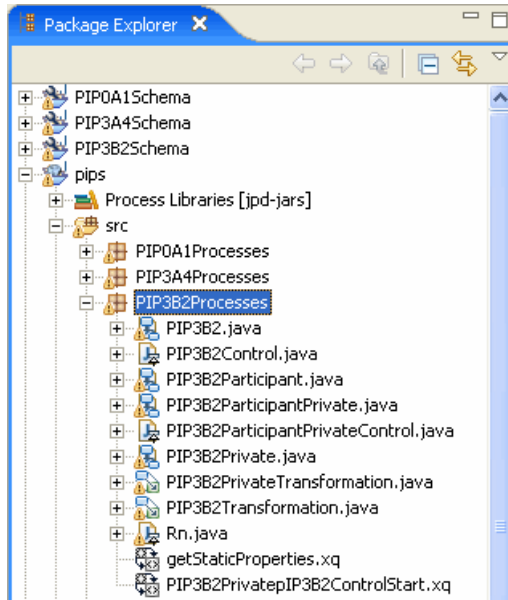 Package Explorer
PIP0A1Schema
PIP3A4Schema
PIP3B2Schema
pips
Process Libraries [jpd-jars]
src
PIP0A1Processes
PIP3A4Processes
PIP3B2Processes
PIP3B2.java
PIP3B2Control.java
PIP3B2Participant.java
PIP3B2ParticipantPrivate.java
PIP3B2ParticipantPrivateControl.java
PIP3B2Private.java
PIP3B2PrivateTransformation.java
PIP3B2Transformation.java
Rn.java
getStaticProperties.xq
PIP3B2PrivatepIP3B2ControlStart.xq